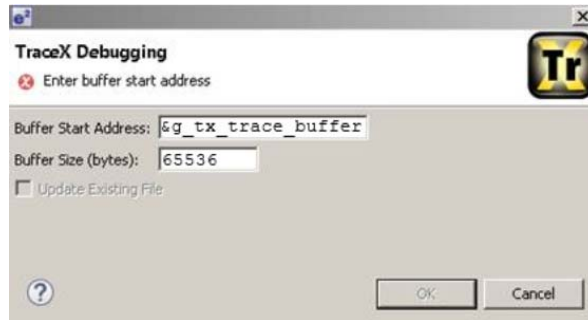 e²
TraceX Debugging
Enter buffer start address
Tr
Buffer Start Address: &g_tx_trace_buffer
Buffer Size (bytes): 65536
Update Existing File
?
OK
Cancel